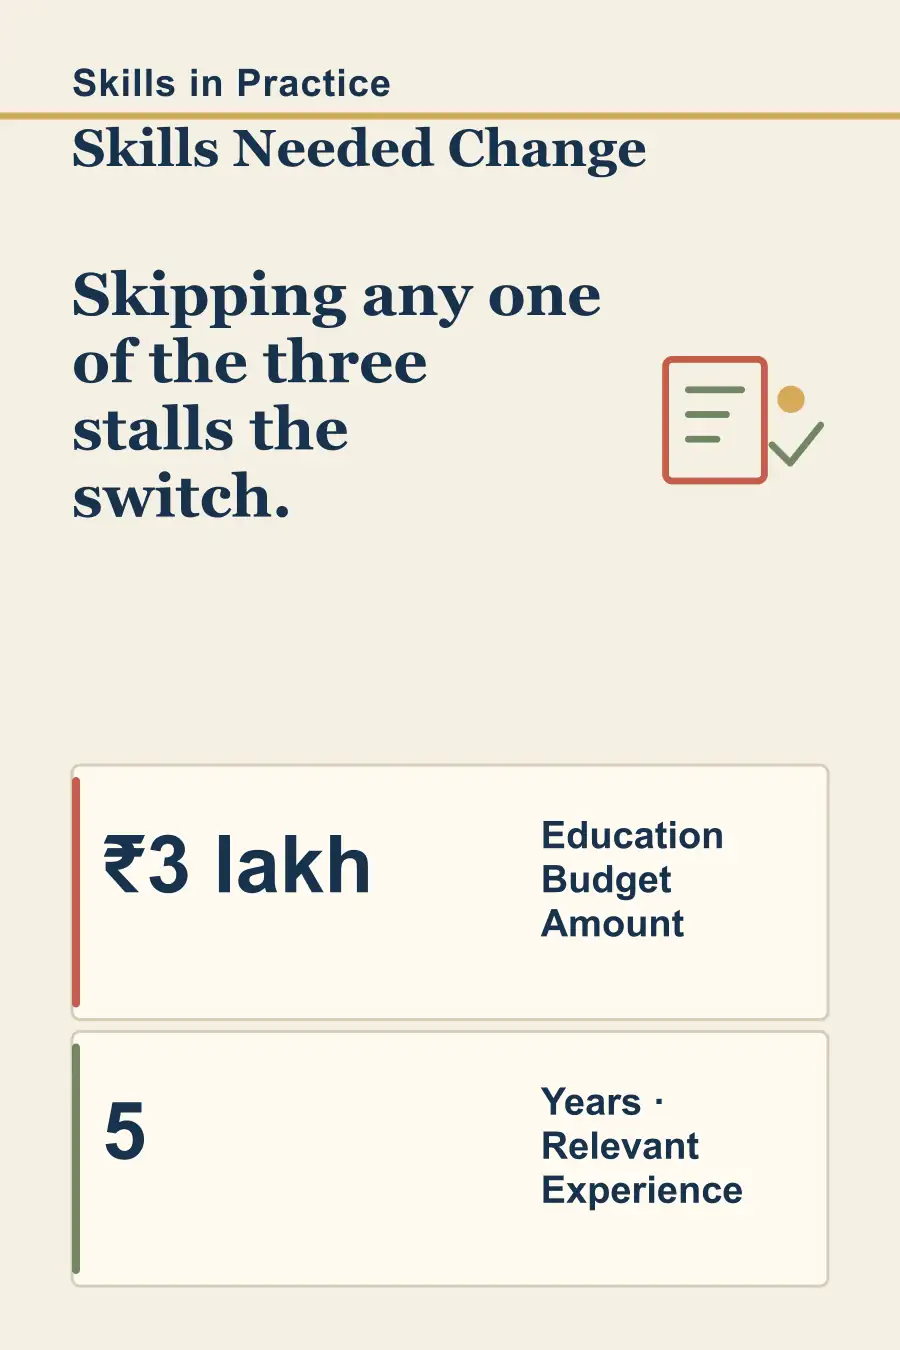 Skills in Practice
Skills Needed Change
Skipping any one
of the three
stalls the
switch.
₹3 lakh
Education
Budget
Amount
5
Years ·
Relevant
Experience